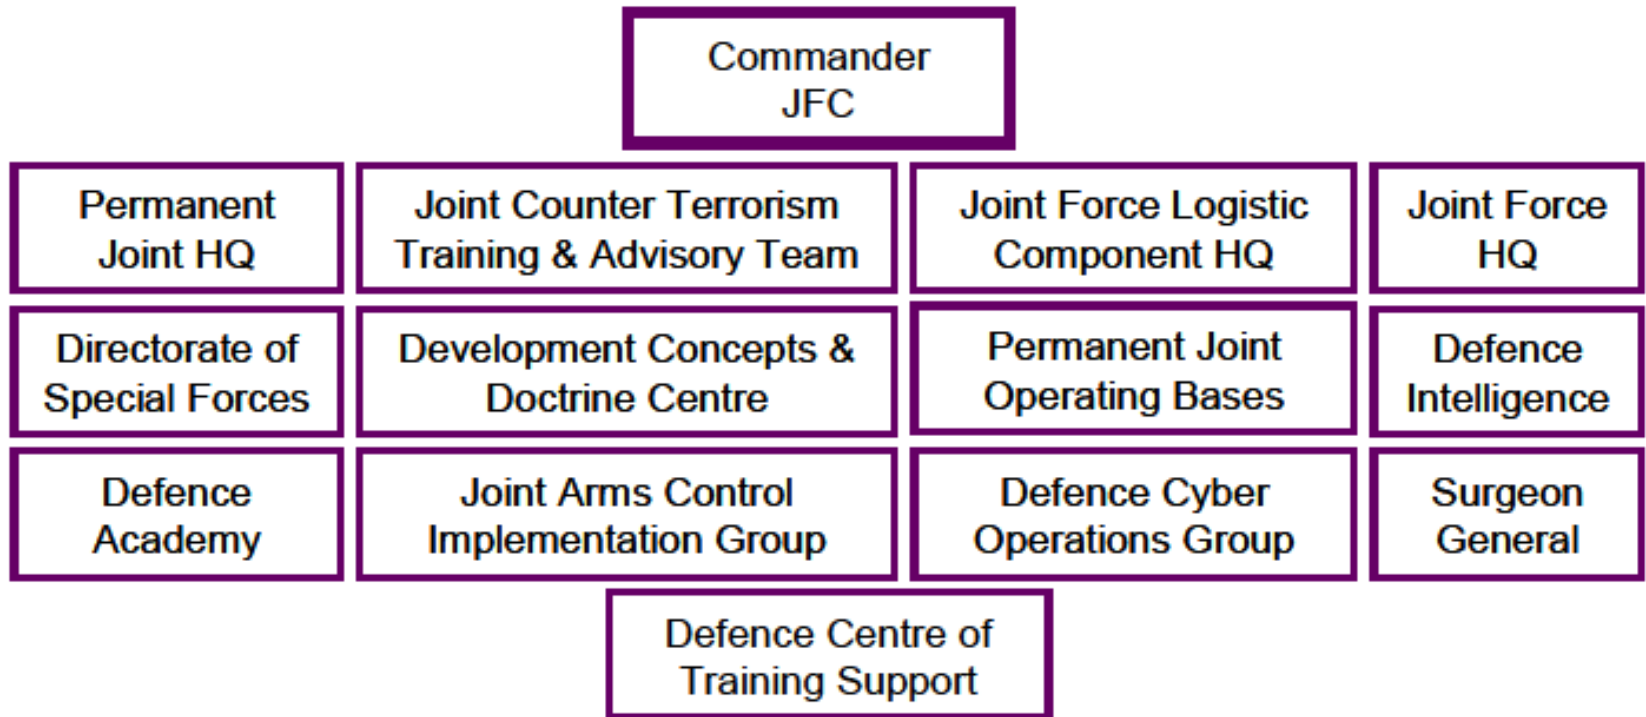 Commander
JFC
Permanent
Joint HQ
Joint Counter Terrorism
Training & Advisory Team
Joint Force Logistic
Component HQ
Joint Force
HQ
Directorate of
Special Forces
Development Concepts &
Doctrine Centre
Permanent Joint
Operating Bases
Defence
Intelligence
Defence
Academy
Joint Arms Control
Implementation Group
Defence Cyber
Operations Group
Surgeon
General
Defence Centre of
Training Support